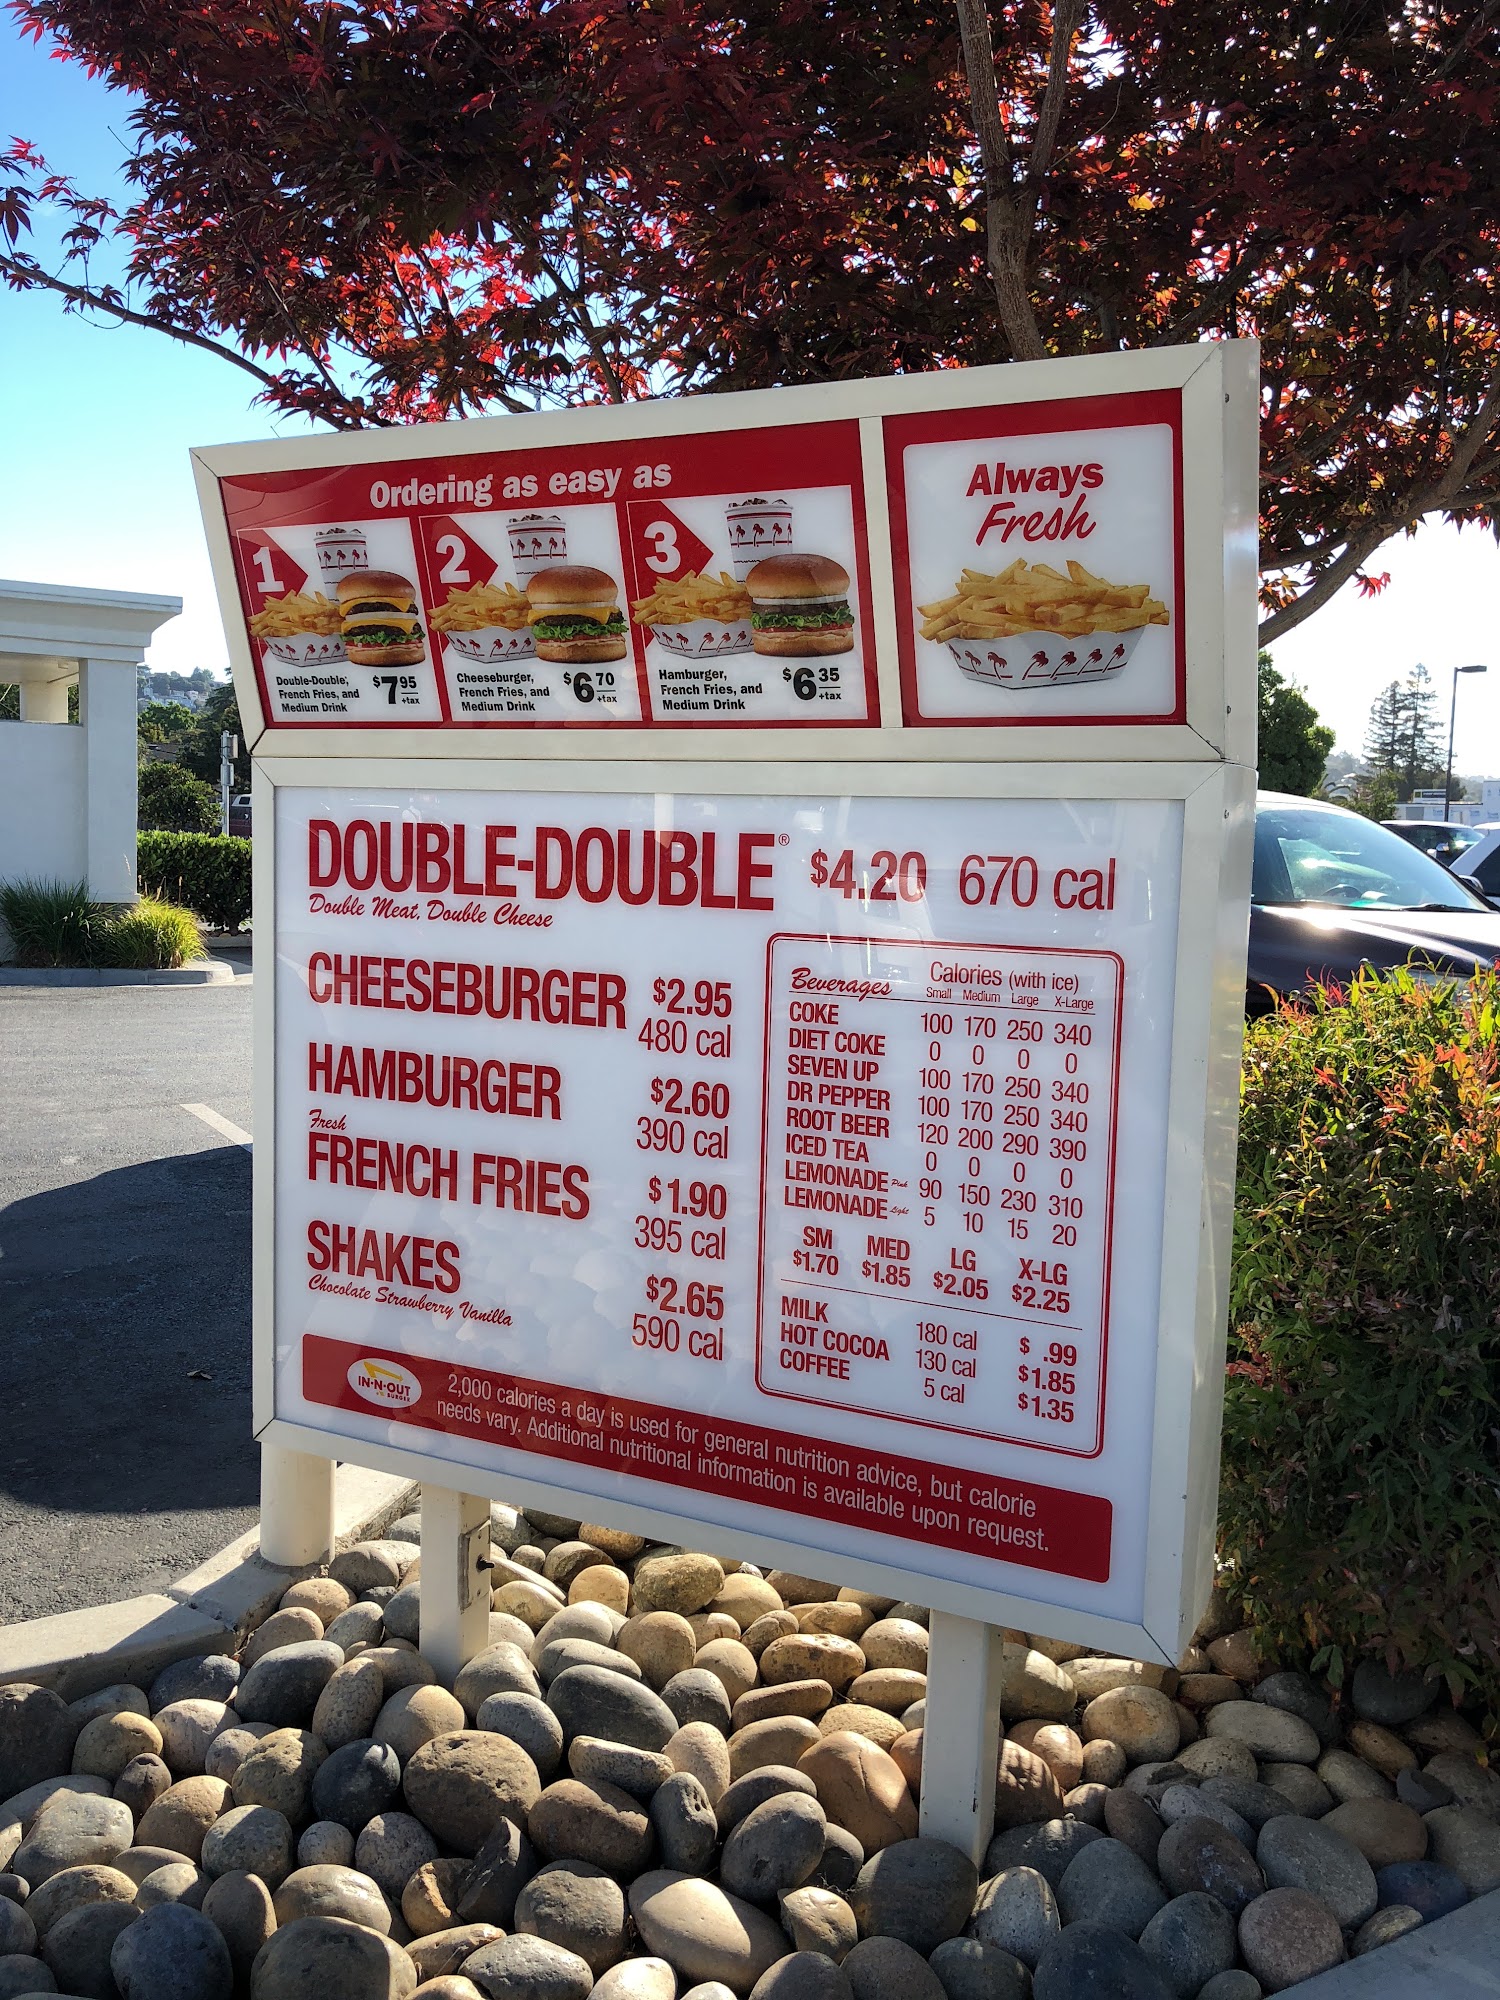 Ordering as easy as
1
Double-Double,
French Fries, and
Medium Drink
$7 95
+tax
2
Cheeseburger,
French Fries, and
Medium Drink
$6 70
+tax
3
Hamburger,
French Fries, and
Medium Drink
$6 35
+tax
Always
Fresh
DOUBLE-DOUBLE® $4.20 670 cal
Double Meat, Double Cheese
CHEESEBURGER $2.95
480 cal
HAMBURGER $2.60
390 cal
Fresh
FRENCH FRIES $1.90
395 cal
SHAKES $2.65
Chocolate Strawberry Vanilla 590 cal
Beverages Calories (with ice)
Small Medium Large X-Large
COKE 100 170 250 340
DIET COKE 0 0 0 0
SEVEN UP 100 170 250 340
DR PEPPER 100 170 250 340
ROOT BEER 120 200 290 390
ICED TEA 0 0 0 0
LEMONADE Pink 90 150 230 310
LEMONADE Light 5 10 15 20
SM MED LG X-LG
$1.70 $1.85 $2.05 $2.25
MILK 180 cal $ .99
HOT COCOA 130 cal $1.85
COFFEE 5 cal $1.35
IN-N-OUT
BURGER
2,000 calories a day is used for general nutrition advice, but calorie
needs vary. Additional nutritional information is available upon request.